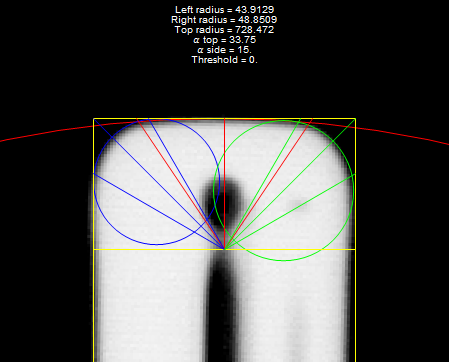 Left radius = 43.9129
Right radius = 48.8509
Top radius = 728.472
α top = 33.75
α side = 15.
Threshold = 0.